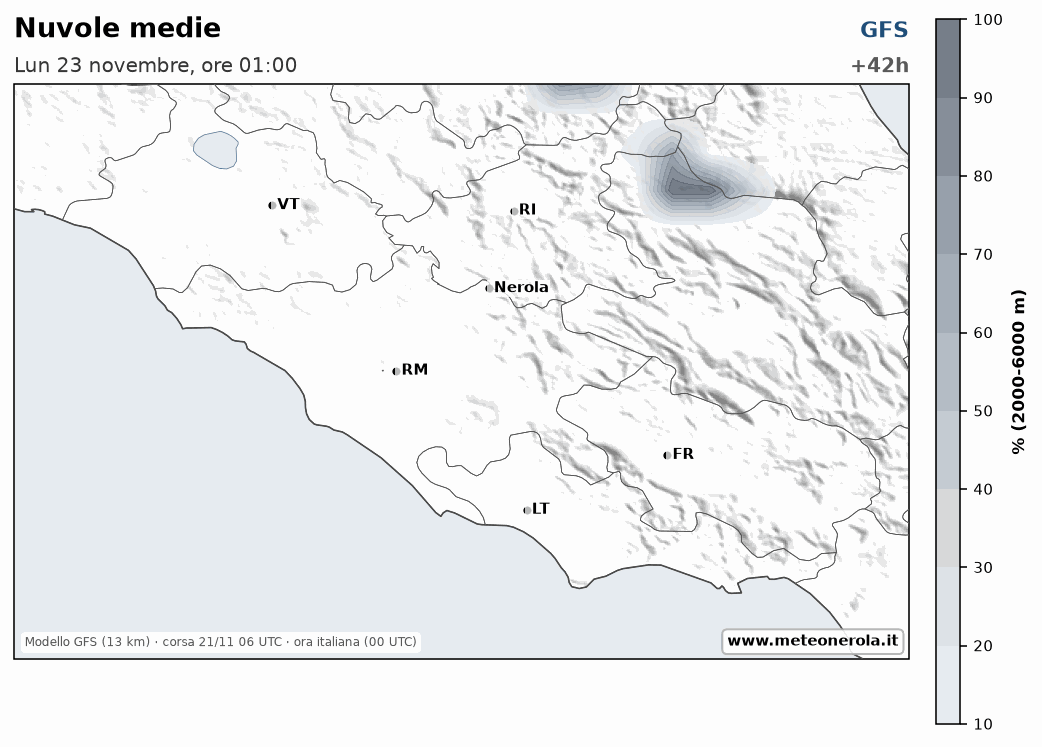 Nuvole medie
GFS
Lun 23 novembre, ore 01:00
+42h
100
90
80
70
60
50
40
30
20
10
% (2000-6000 m)
VT
RI
Nerola
RM
FR
LT
Modello GFS (13 km) · corsa 21/11 06 UTC · ora italiana (00 UTC)
www.meteonerola.it